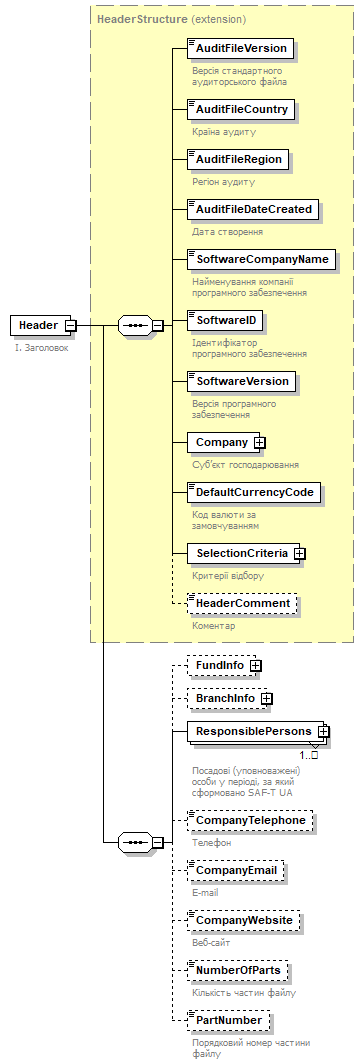 HeaderStructure (extension)
AuditFileVersion
Версія стандартного
аудиторського файла
AuditFileCountry
Країна аудиту
AuditFileRegion
Регіон аудиту
AuditFileDateCreated
Дата створення
SoftwareCompanyName
Найменування компанії
програмного забезпечення
Header
I. Заголовок
SoftwareID
Ідентифікатор
програмного забезпечення
SoftwareVersion
Версія програмного
забезпечення
Company
Суб'єкт господарювання
DefaultCurrencyCode
Код валюти за
замовчуванням
SelectionCriteria
Критерії відбору
HeaderComment
Коментар
FundInfo
BranchInfo
ResponsiblePersons
1..
Посадові (уповноважені)
особи у періоді, за який
сформовано SAF-T UA
CompanyTelephone
Телефон
CompanyEmail
E-mail
CompanyWebsite
Веб-сайт
NumberOfParts
Кількість частин файлу
PartNumber
Порядковий номер частини
файлу